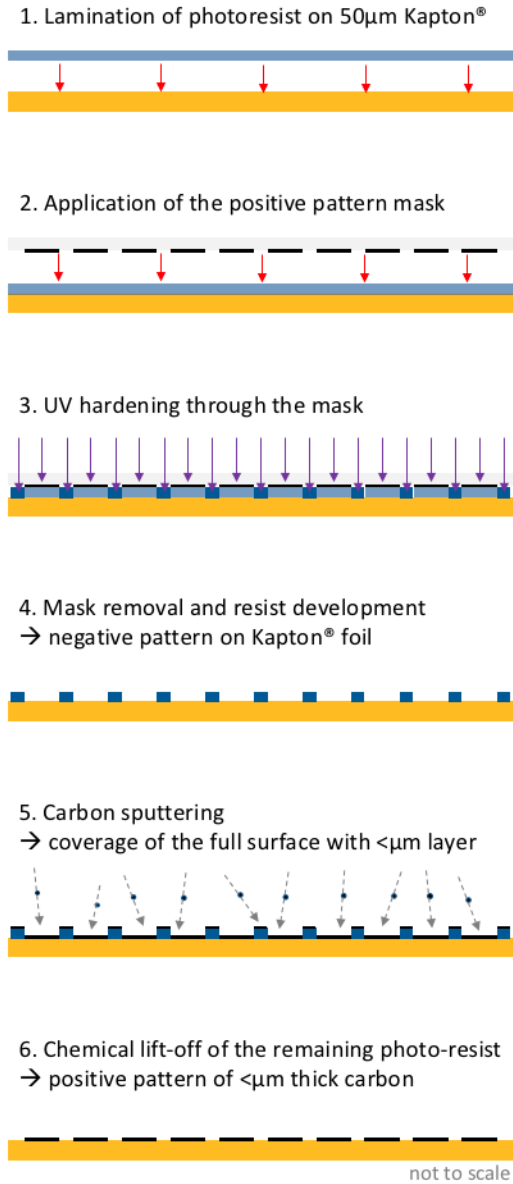 1. Lamination of photoresist on 50µm Kapton®
2. Application of the positive pattern mask
3. UV hardening through the mask
4. Mask removal and resist development
→ negative pattern on Kapton® foil
5. Carbon sputtering
→ coverage of the full surface with <µm layer
6. Chemical lift-off of the remaining photo-resist
→ positive pattern of <µm thick carbon
not to scale